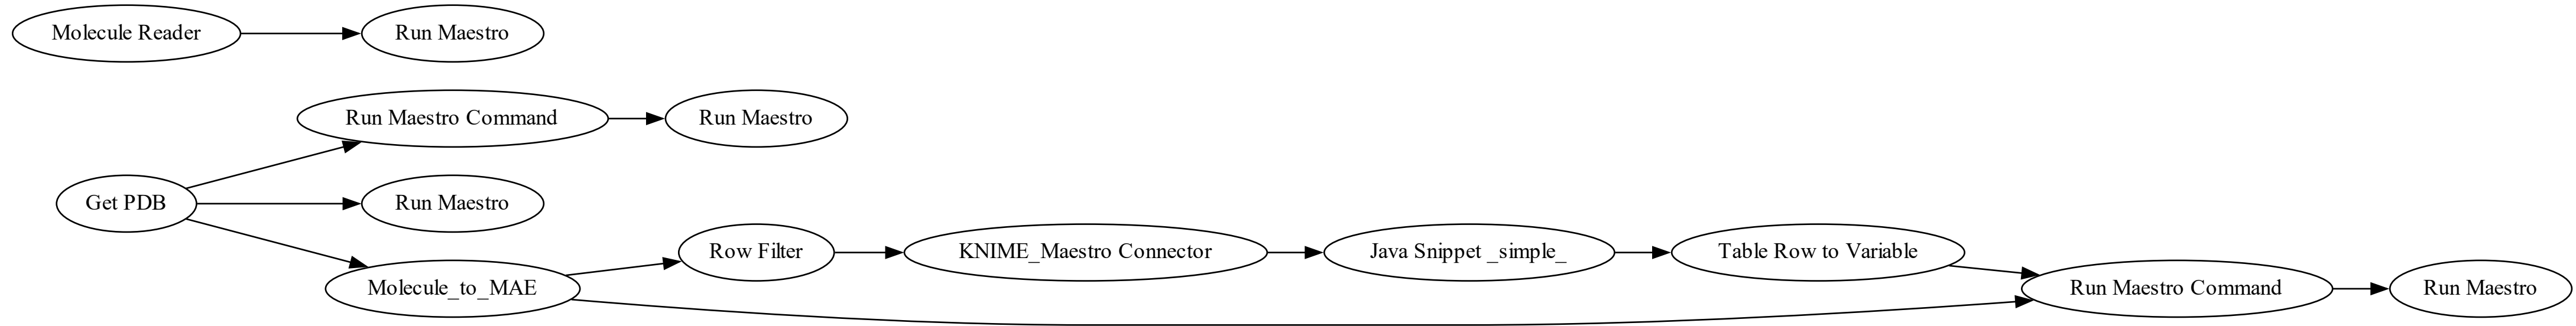 Molecule Reader
Run Maestro
Run Maestro Command
Run Maestro
Get PDB
Run Maestro
Row Filter
KNIME_Maestro Connector
Java Snippet _simple_
Table Row to Variable
Molecule_to_MAE
Run Maestro Command
Run Maestro